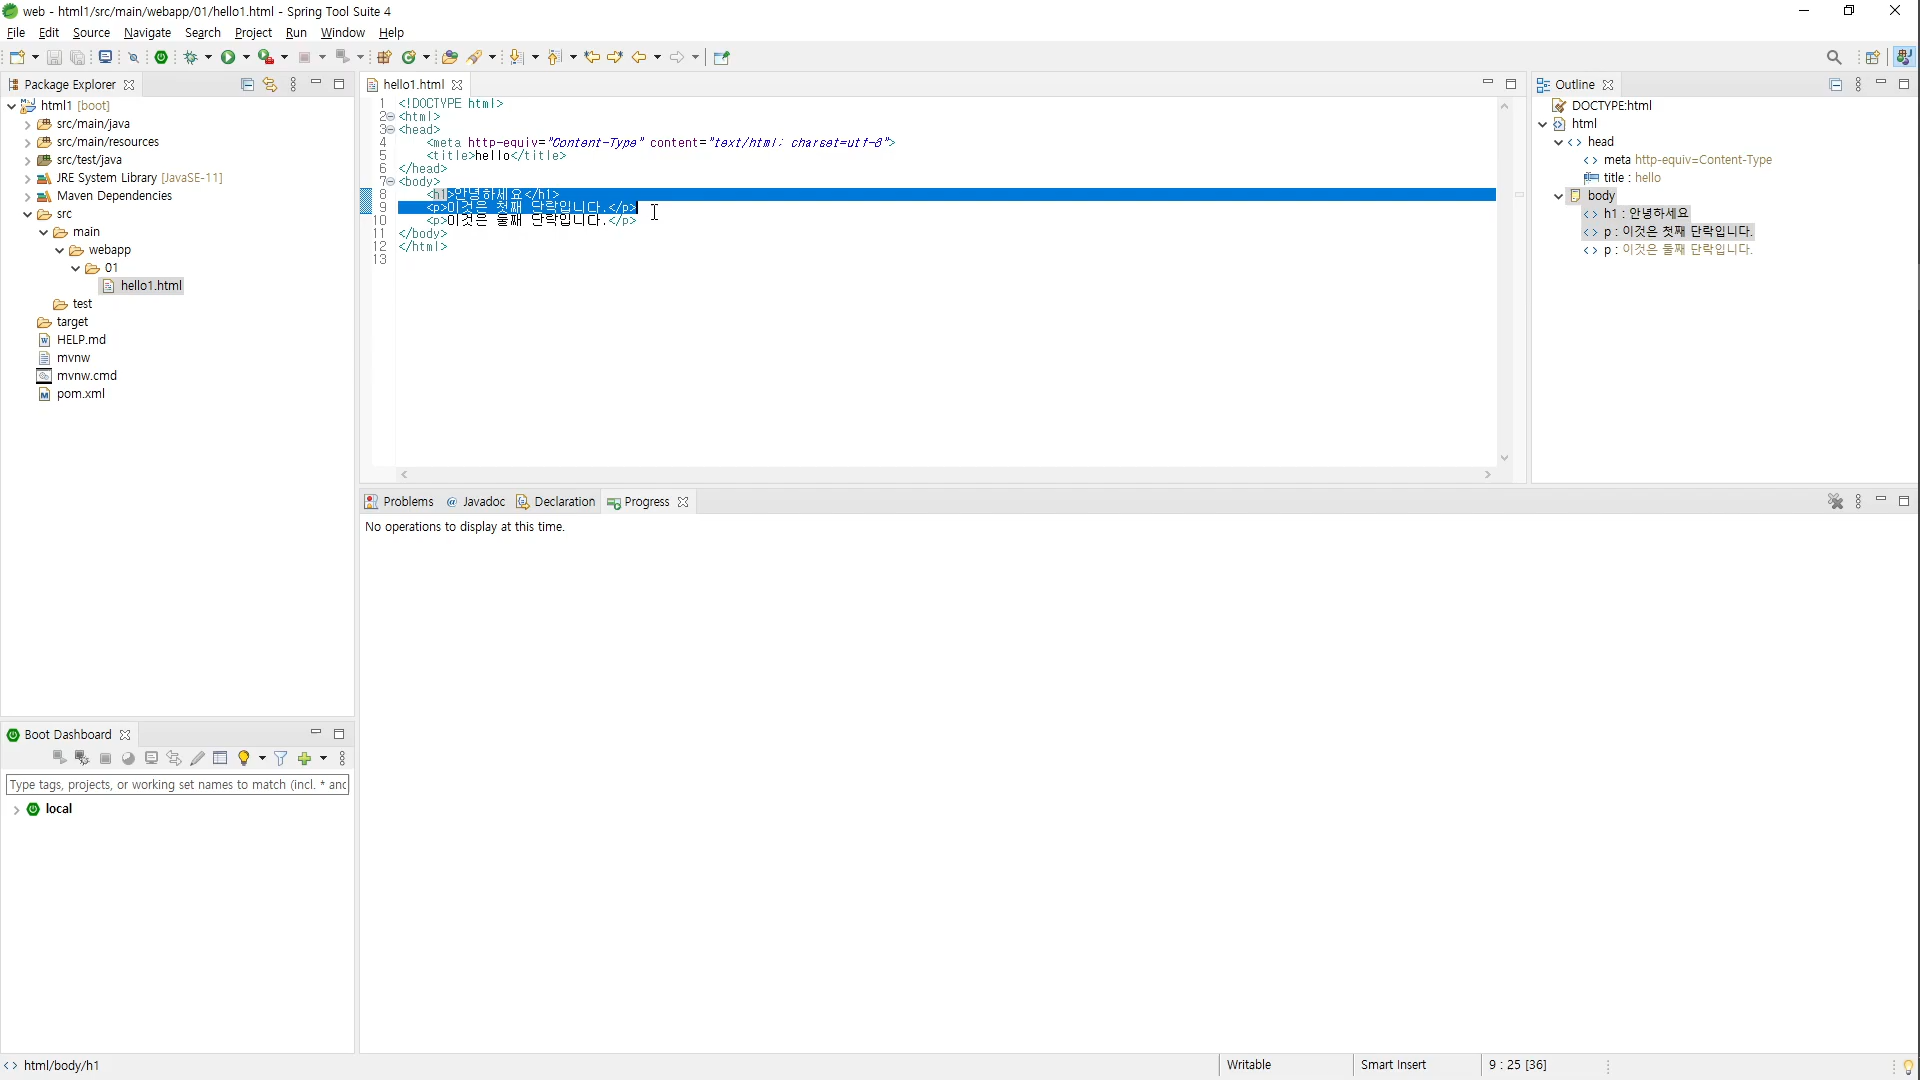 web - html1/src/main/webapp/01/hello1.html - Spring Tool Suite 4
File Edit Source Navigate Search Project Run Window Help
Package Explorer
html1 [boot]
src/main/java
src/main/resources
src/test/java
JRE System Library [JavaSE-11]
Maven Dependencies
src
main
webapp
01
hello1.html
test
target
HELP.md
mvnw
mvnw.cmd
pom.xml
hello1.html
1 <!DOCTYPE html>
2 <html>
3 <head>
4 <meta http-equiv="Content-Type" content="text/html; charset=utf-8">
5 <title>hello</title>
6 </head>
7 <body>
8 <h1>안녕하세요</h1>
9 <p>이것은 첫째 단락입니다.</p>
10 <p>이것은 둘째 단락입니다.</p>
11 </body>
12 </html>
13
Outline
DOCTYPE:html
html
head
meta http-equiv=Content-Type
title : hello
body
h1 : 안녕하세요
p : 이것은 첫째 단락입니다.
p : 이것은 둘째 단락입니다.
Problems @ Javadoc Declaration Progress
No operations to display at this time.
Boot Dashboard
Type tags, projects, or working set names to match (incl. * and
local
html/body/h1
Writable
Smart Insert
9 : 25 [36]